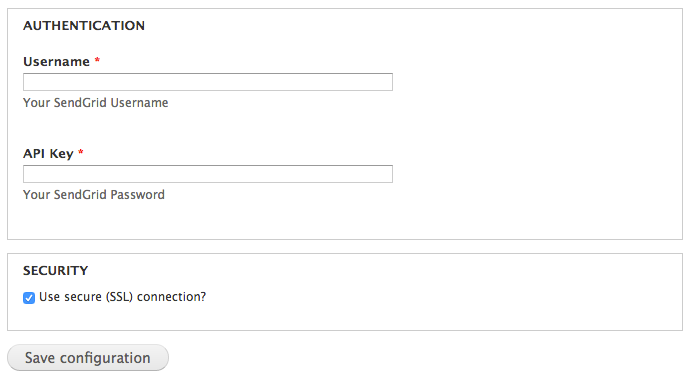 AUTHENTICATION
Username *
Your SendGrid Username
API Key *
Your SendGrid Password
SECURITY
Use secure (SSL) connection?
Save configuration